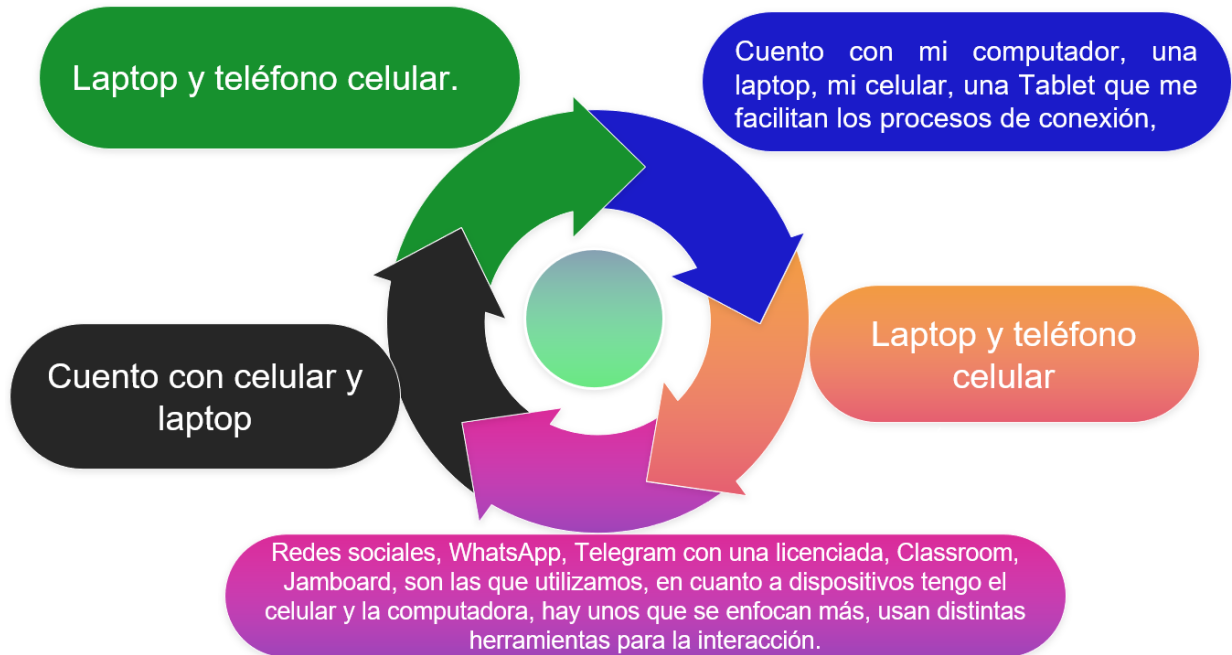 Laptop y teléfono celular.
Cuento con mi computador, una
laptop, mi celular, una Tablet que me
facilitan los procesos de conexión,
Laptop y teléfono
celular
Redes sociales, WhatsApp, Telegram con una licenciada, Classroom,
Jamboard, son las que utilizamos, en cuanto a dispositivos tengo el
celular y la computadora, hay unos que se enfocan más, usan distintas
herramientas para la interacción.
Cuento con celular y
laptop